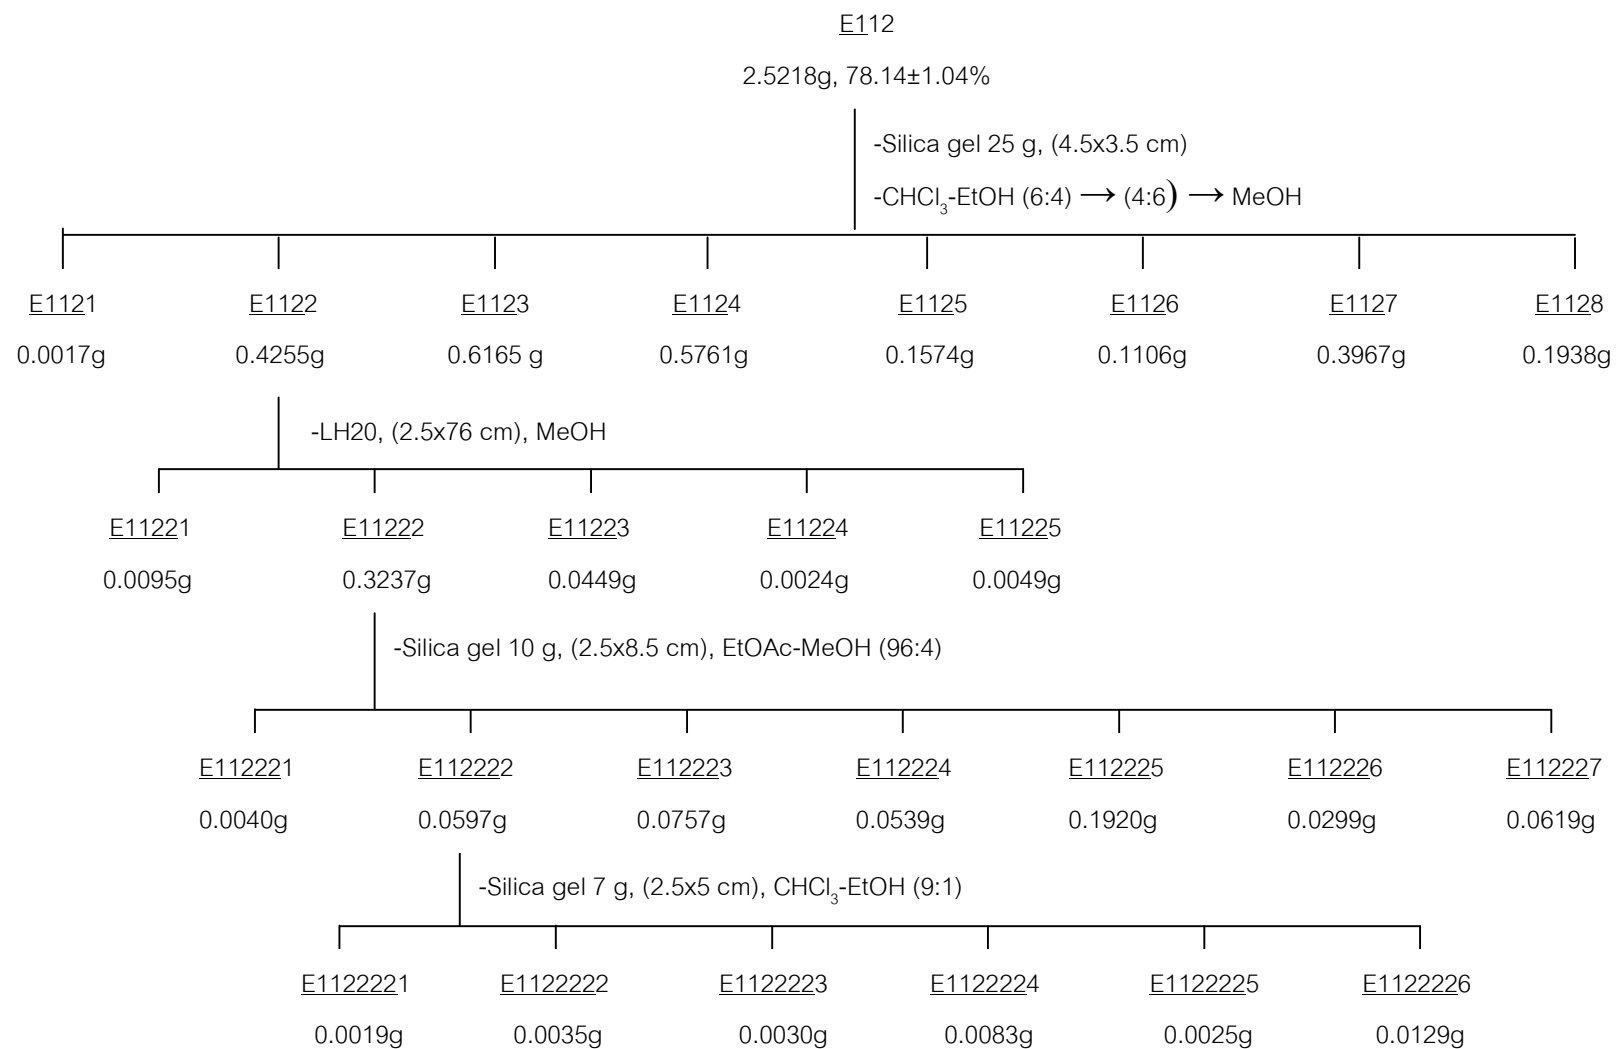 E112
2.5218g, 78.14±1.04%
-Silica gel 25 g, (4.5x3.5 cm)
-CHCl₃-EtOH (6:4) → (4:6) → MeOH
E1121 E1122 E1123 E1124 E1125 E1126 E1127 E1128
0.0017g 0.4255g 0.6165 g 0.5761g 0.1574g 0.1106g 0.3967g 0.1938g
-LH20, (2.5x76 cm), MeOH
E11221 E11222 E11223 E11224 E11225
0.0095g 0.3237g 0.0449g 0.0024g 0.0049g
-Silica gel 10 g, (2.5x8.5 cm), EtOAc-MeOH (96:4)
E112221 E112222 E112223 E112224 E112225 E112226 E112227
0.0040g 0.0597g 0.0757g 0.0539g 0.1920g 0.0299g 0.0619g
-Silica gel 7 g, (2.5x5 cm), CHCl₃-EtOH (9:1)
E1122221 E1122222 E1122223 E1122224 E1122225 E1122226
0.0019g 0.0035g 0.0030g 0.0083g 0.0025g 0.0129g